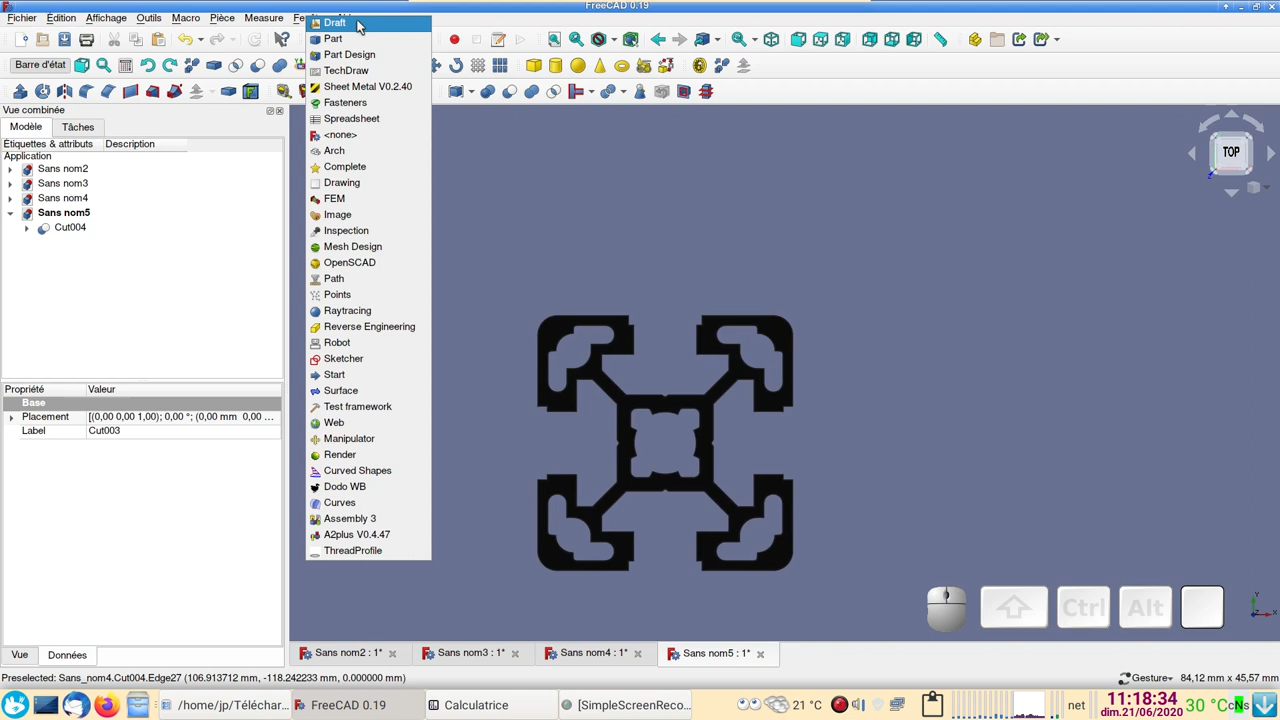 FreeCAD 0.19
Fichier Édition Affichage Outils Macro Pièce Measure
Draft
Part
Part Design
TechDraw
Sheet Metal V0.2.40
Fasteners
Spreadsheet
<none>
Arch
Complete
Drawing
FEM
Image
Inspection
Mesh Design
OpenSCAD
Path
Points
Raytracing
Reverse Engineering
Robot
Sketcher
Start
Surface
Test framework
Web
Manipulator
Render
Curved Shapes
Dodo WB
Curves
Assembly 3
A2plus V0.4.47
ThreadProfile
Barre d'état
Vue combinée
Modèle Tâches
Étiquettes & attributs Description
Application
Sans nom2
Sans nom3
Sans nom4
Sans nom5
Cut004
Propriété Valeur
Base
Placement [(0,00 0,00 1,00); 0,00 °; (0,00 mm 0,00 ...
Label Cut003
Vue Données
TOP
Ctrl Alt
Sans nom2 : 1* Sans nom3 : 1* Sans nom4 : 1* Sans nom5 : 1*
Preselected: Sans_nom4.Cut004.Edge27 (106.913712 mm, -118.242233 mm, 0.000000 mm)
Gesture 84,12 mm x 45,57 mm
/home/jp/Téléchar... FreeCAD 0.19 Calculatrice [SimpleScreenReco...
21 °C
net
11:18:34
dim.21/06/2020
30 °C